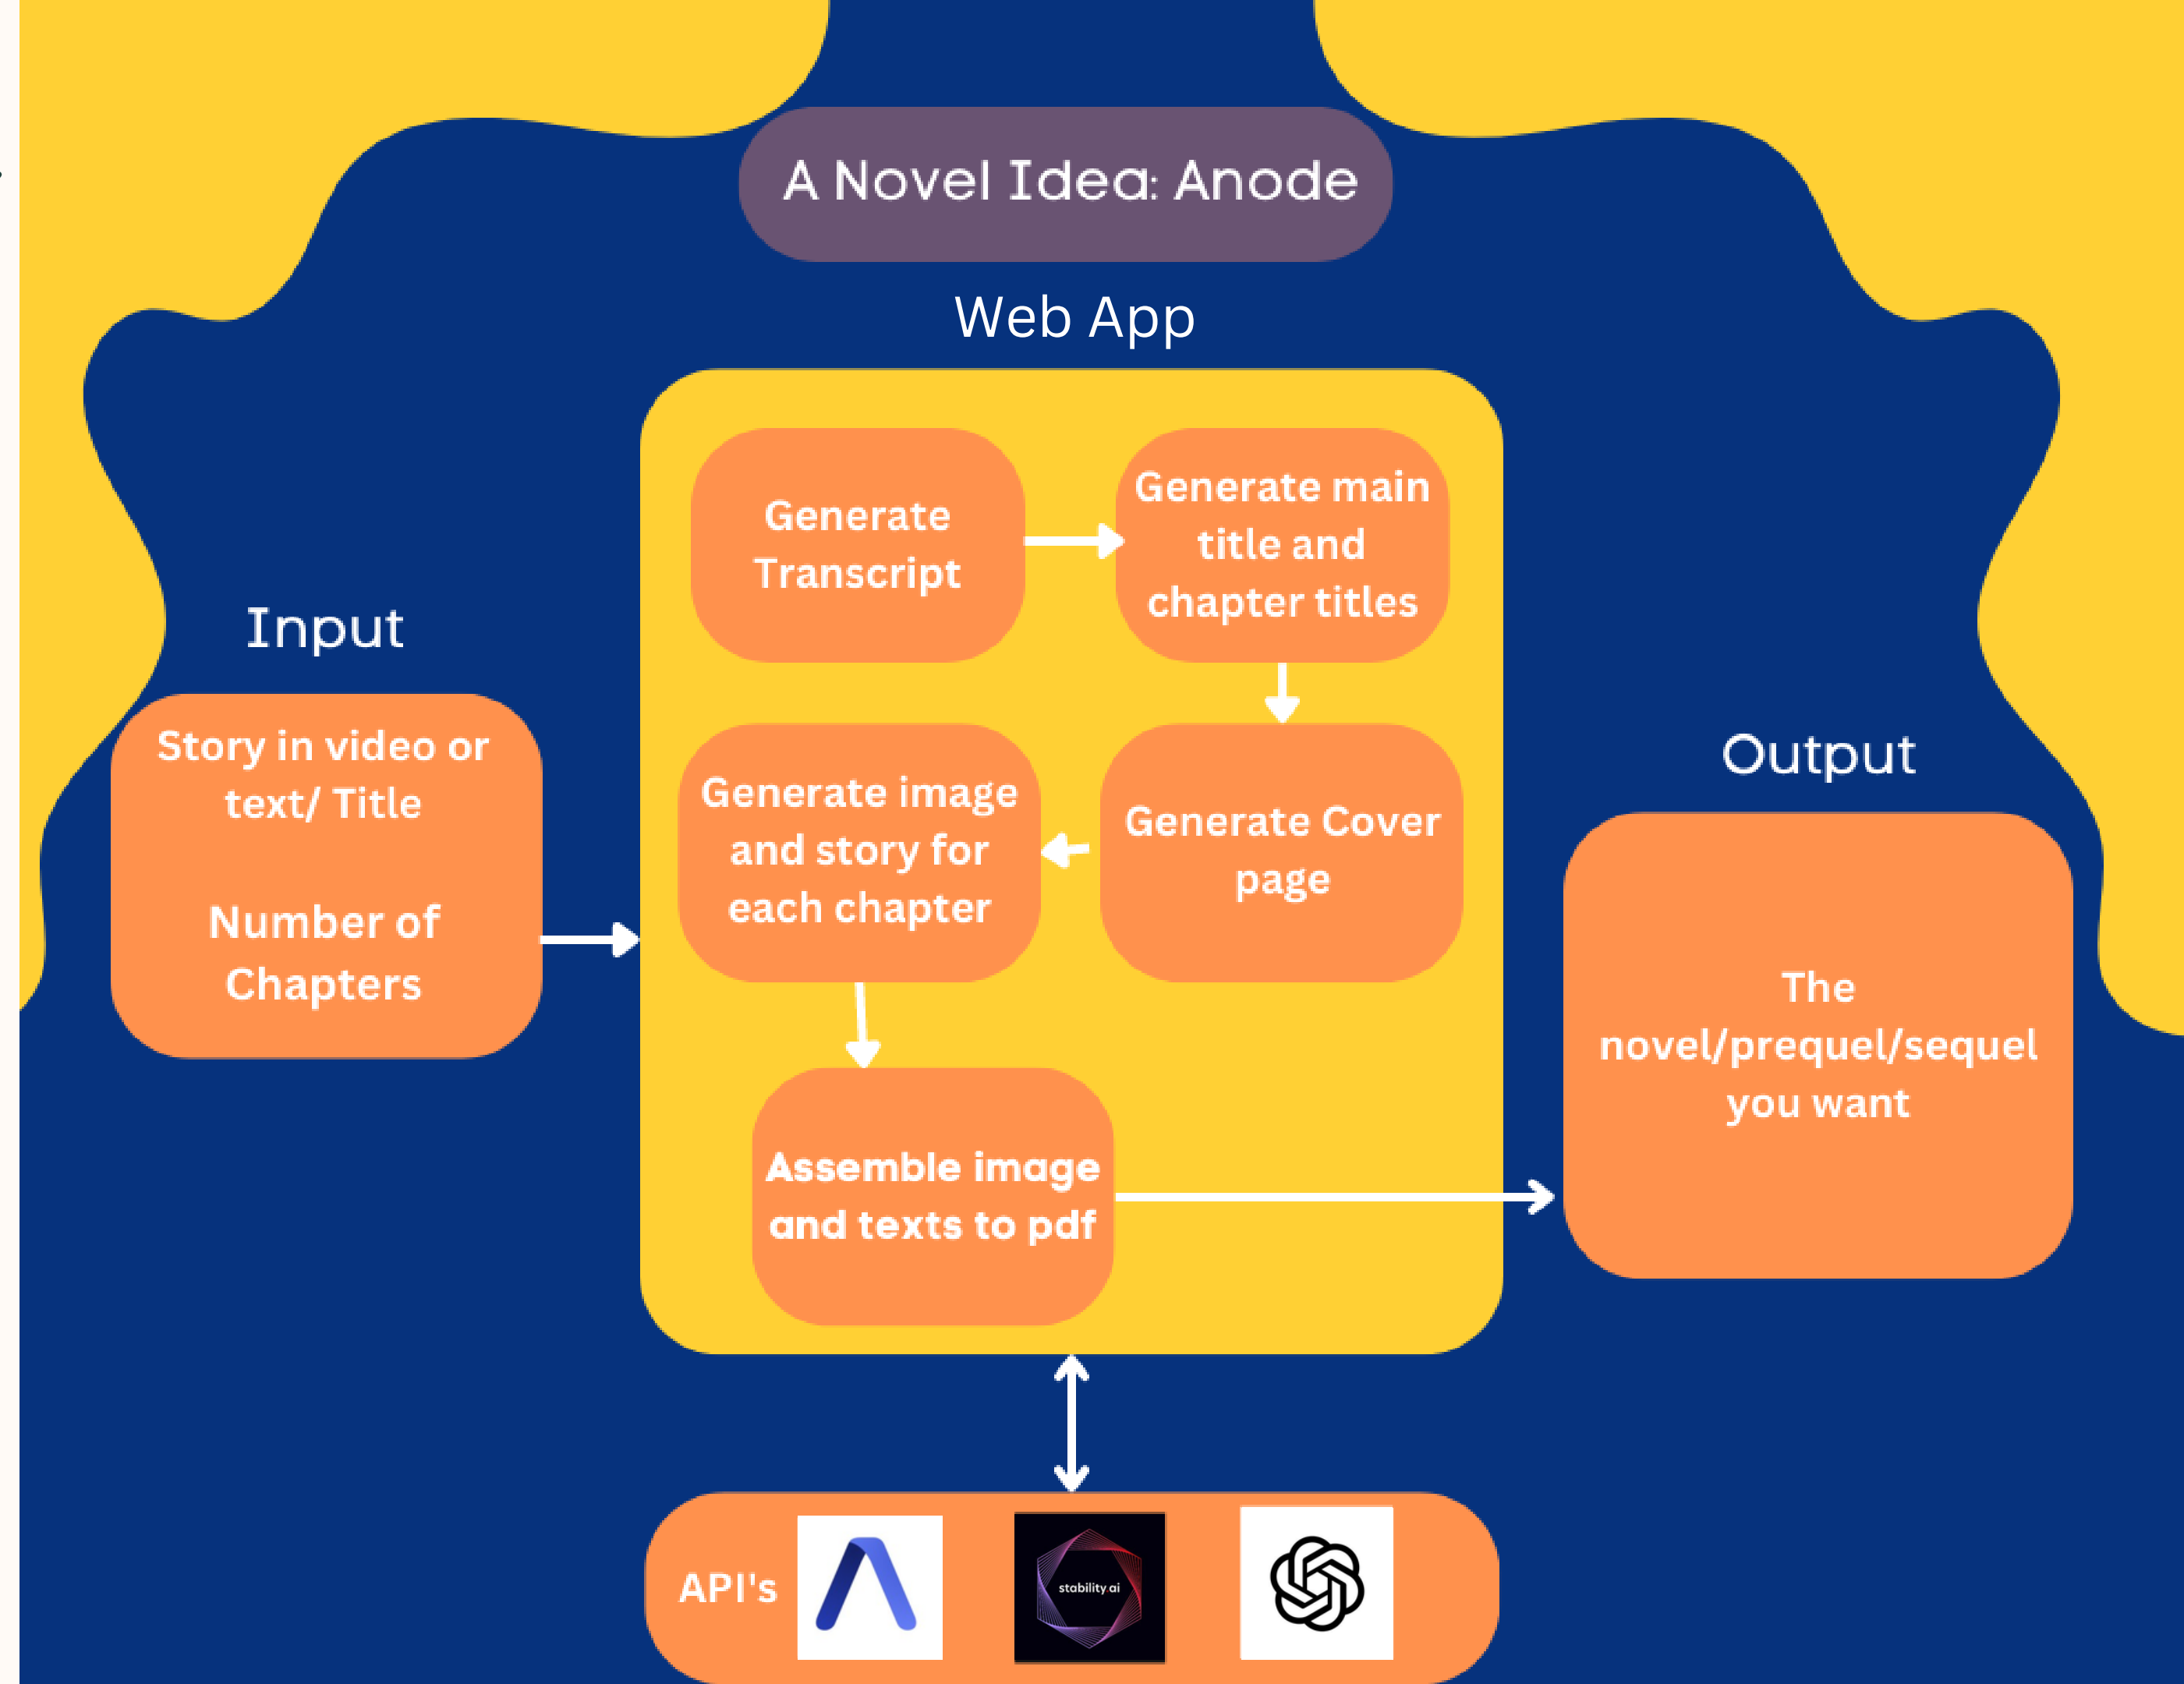 A Novel Idea: Anode
Web App
Generate
Transcript
Generate main
title and
chapter titles
Input
Story in video or
text/ Title
Number of
Chapters
Generate image
and story for
each chapter
Generate Cover
page
Output
The
novel/prequel/sequel
you want
Assemble image
and texts to pdf
API's
stability.ai